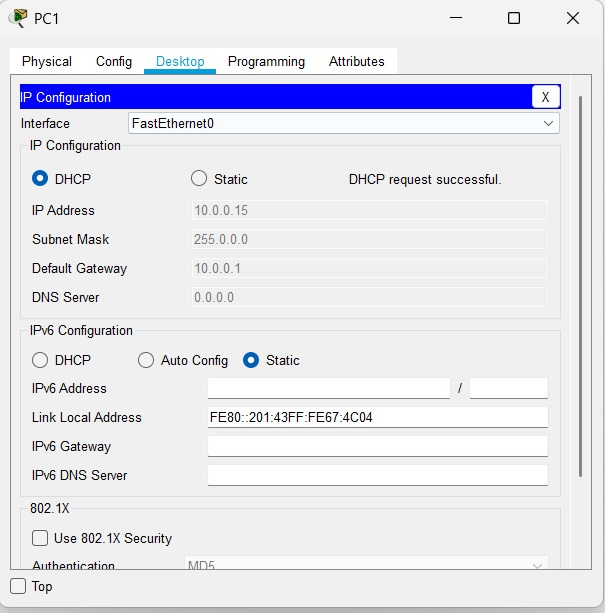 PC1
Physical Config Desktop Programming Attributes
IP Configuration X
Interface FastEthernet0
IP Configuration
DHCP Static DHCP request successful.
IP Address 10.0.0.15
Subnet Mask 255.0.0.0
Default Gateway 10.0.0.1
DNS Server 0.0.0.0
IPv6 Configuration
DHCP Auto Config Static
IPv6 Address /
Link Local Address FE80::201:43FF:FE67:4C04
IPv6 Gateway
IPv6 DNS Server
802.1X
Use 802.1X Security
Authentication MD5
Top